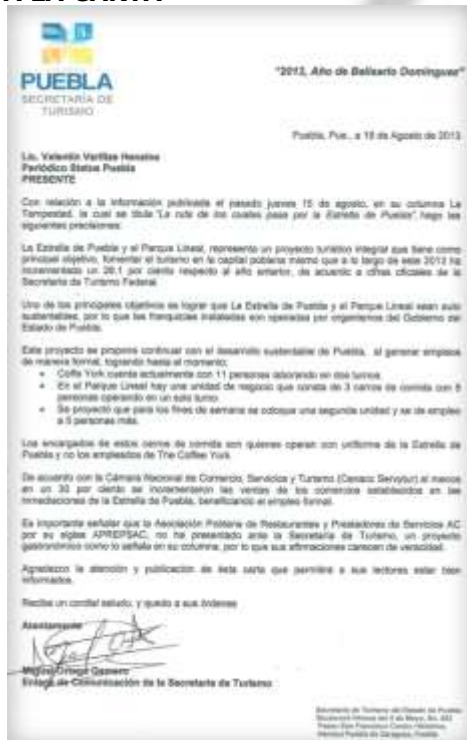 PUEBLA
SECRETARÍA DE
TURISMO
"2013, Año de Belisario Domínguez"
Puebla, Pue., a 18 de Agosto de 2013
Lic. Valentín Varillas
Periódico Status Puebla
PRESENTE
Con relación a la información publicada el pasado jueves 15 de agosto, en su columna La
Tempestad, la cual se titula "La ruta de los cuates pasa por la Estrella de Puebla", hago las
siguientes precisiones:
La Estrella de Puebla y el Parque Lineal, representa un proyecto turístico integral que tiene como
principal objetivo, fomentar el turismo en la capital poblana mismo que a lo largo de este 2013 ha
incrementado un 26.1 por ciento respecto al año anterior, de acuerdo a cifras oficiales de la
Secretaría de Turismo Federal.
Uno de los principales objetivos es lograr que La Estrella de Puebla y el Parque Lineal sean auto
sustentables, por lo que las franquicias instaladas son operadas por organismos del Gobierno del
Estado de Puebla.
Este proyecto se propone continuar con el desarrollo sustentable de Puebla, al generar empleos
de manera formal, logrando hasta el momento:
• Coffe York cuenta actualmente con 11 personas laborando en dos turnos.
• En el Parque Lineal hay una unidad de negocio que consta de 3 carros de comida con 8
personas operando en un solo turno.
• Se proyectó que para los fines de semana se coloque una segunda unidad y se de empleo
a 5 personas más.
Los encargados de estos carros de comida son quienes operan con uniforme de la Estrella de
Puebla y no los empleados de The Coffee York.
De acuerdo con la Cámara Nacional de Comercio, Servicios y Turismo (Canaco Servytur) al menos
en un 30 por ciento se incrementaron las ventas de los comercios establecidos en las
inmediaciones de la Estrella de Puebla, beneficiando el empleo formal.
Es importante señalar que la Asociación Poblana de Restaurantes y Prestadores de Servicios AC
por su siglas APREPSAC, no ha presentado ante la Secretaría de Turismo, un proyecto
gastronómico como lo señala en su columna, por lo que sus afirmaciones carecen de veracidad.
Agradezco la atención y publicación de ésta carta que permitirá a sus lectores estar bien
informados.
Reciba un cordial saludo, y quedo a sus órdenes
Atentamente
Ortega
Enlace de Comunicación de la Secretaría de Turismo
Secretaría de Turismo del Estado de Puebla